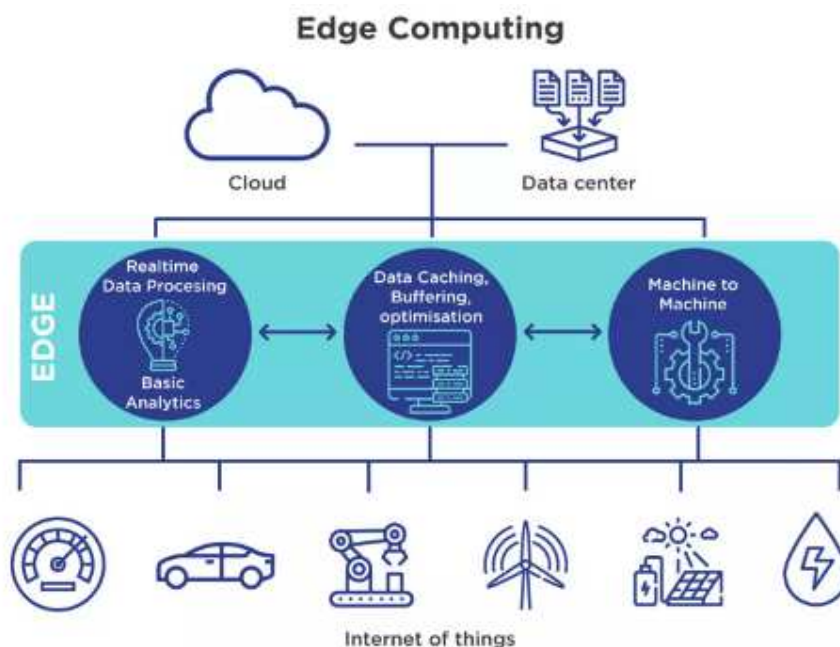 Edge Computing
Cloud
Data center
EDGE
Realtime
Data Procesing
Basic
Analytics
Data Caching,
Buffering,
optimisation
Machine to
Machine
Internet of things